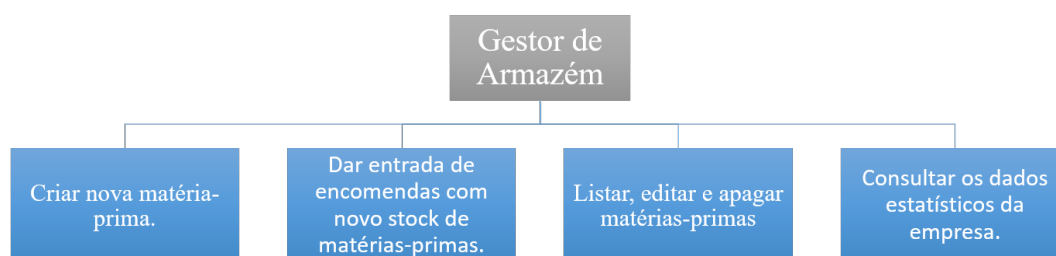 Gestor de
Armazém
Criar nova matéria-
prima.
Dar entrada de
encomendas com
novo stock de
matérias-primas.
Listar, editar e apagar
matérias-primas
Consultar os dados
estatísticos da
empresa.